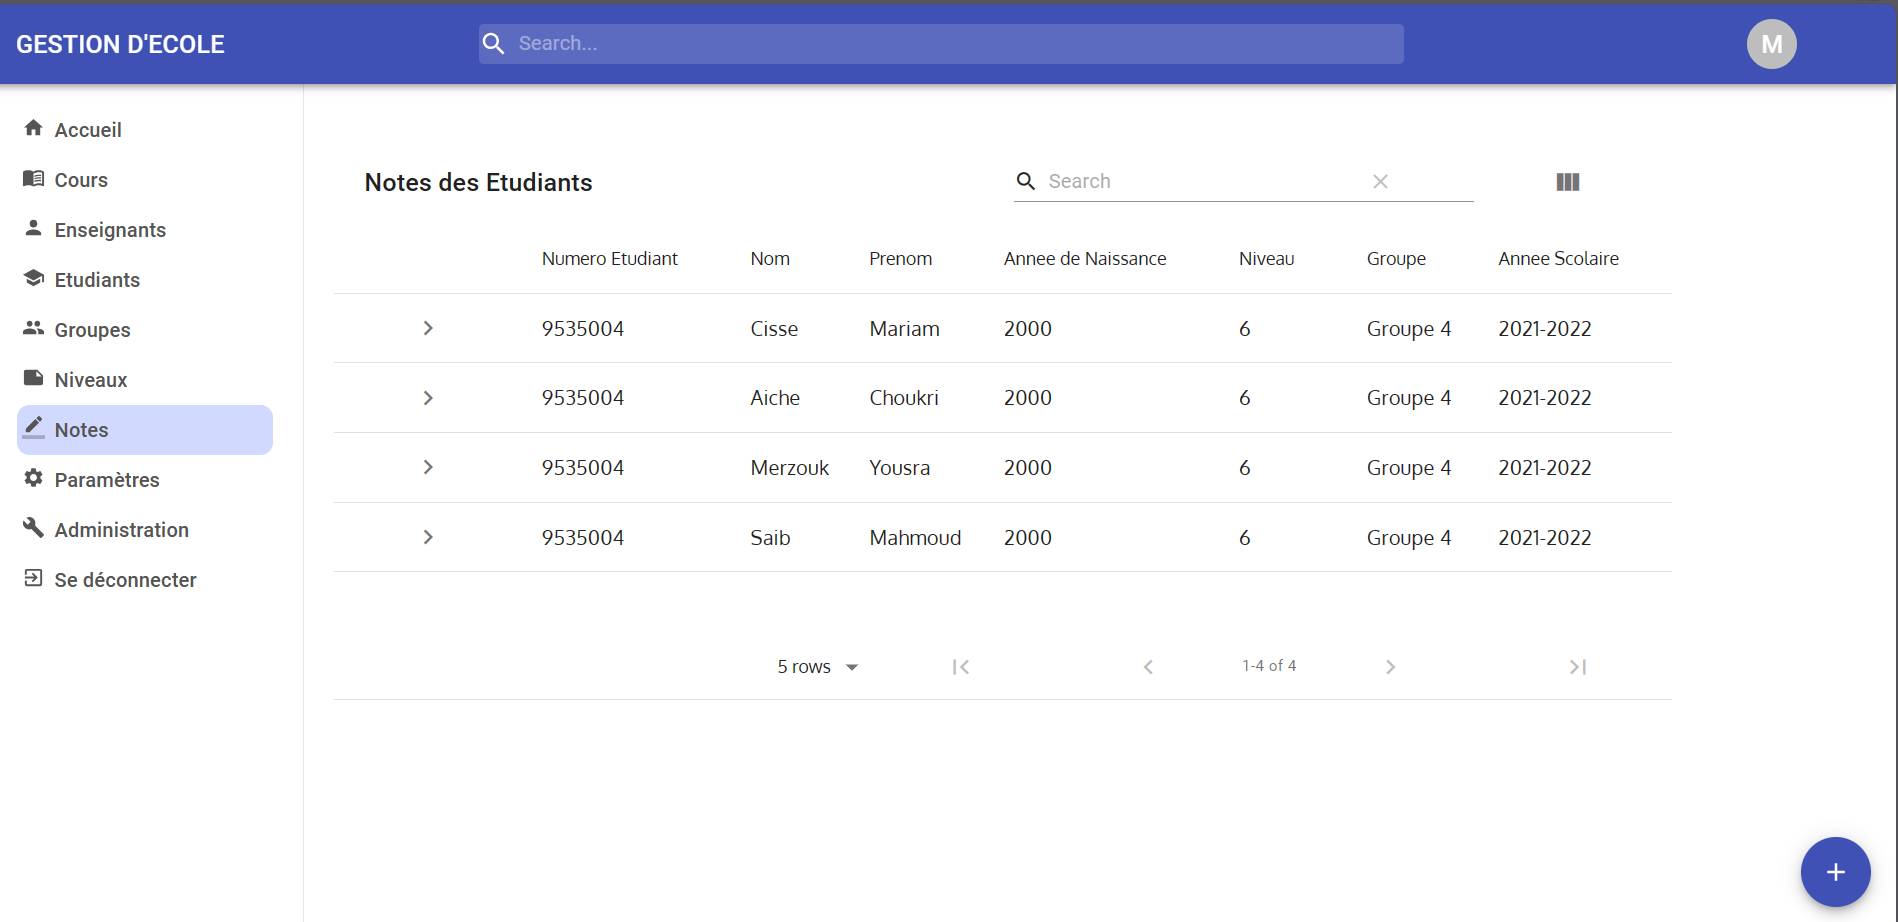 GESTION D'ECOLE
Search...
M
Accueil
Cours
Enseignants
Etudiants
Groupes
Niveaux
Notes
Paramètres
Administration
Se déconnecter
Notes des Etudiants
Search
Numero Etudiant Nom Prenom Annee de Naissance Niveau Groupe Annee Scolaire
9535004 Cisse Mariam 2000 6 Groupe 4 2021-2022
9535004 Aiche Choukri 2000 6 Groupe 4 2021-2022
9535004 Merzouk Yousra 2000 6 Groupe 4 2021-2022
9535004 Saib Mahmoud 2000 6 Groupe 4 2021-2022
5 rows 1-4 of 4